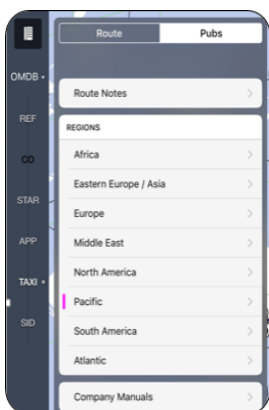 Route Pubs
OMDB
Route Notes
REF
REGIONS
Africa
CO
STAR
Eastern Europe / Asia
Europe
APP
Middle East
North America
TAXI
Pacific
SID
South America
Atlantic
Company Manuals